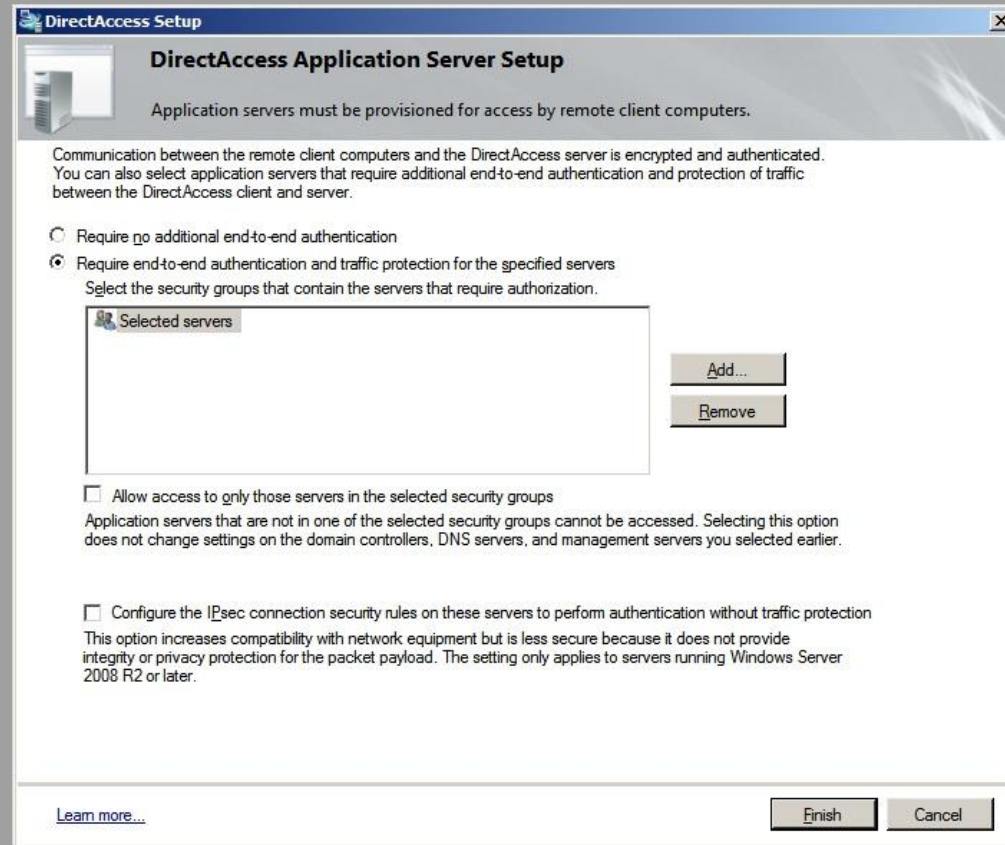 DirectAccess Setup
DirectAccess Application Server Setup
Application servers must be provisioned for access by remote client computers.
Communication between the remote client computers and the DirectAccess server is encrypted and authenticated.
You can also select application servers that require additional end-to-end authentication and protection of traffic
between the DirectAccess client and server.
Require no additional end-to-end authentication
Require end-to-end authentication and traffic protection for the specified servers
Select the security groups that contain the servers that require authorization.
Selected servers
Add...
Remove
Allow access to only those servers in the selected security groups
Application servers that are not in one of the selected security groups cannot be accessed. Selecting this option
does not change settings on the domain controllers, DNS servers, and management servers you selected earlier.
Configure the IPsec connection security rules on these servers to perform authentication without traffic protection
This option increases compatibility with network equipment but is less secure because it does not provide
integrity or privacy protection for the packet payload. The setting only applies to servers running Windows Server
2008 R2 or later.
Learn more...
Finish
Cancel